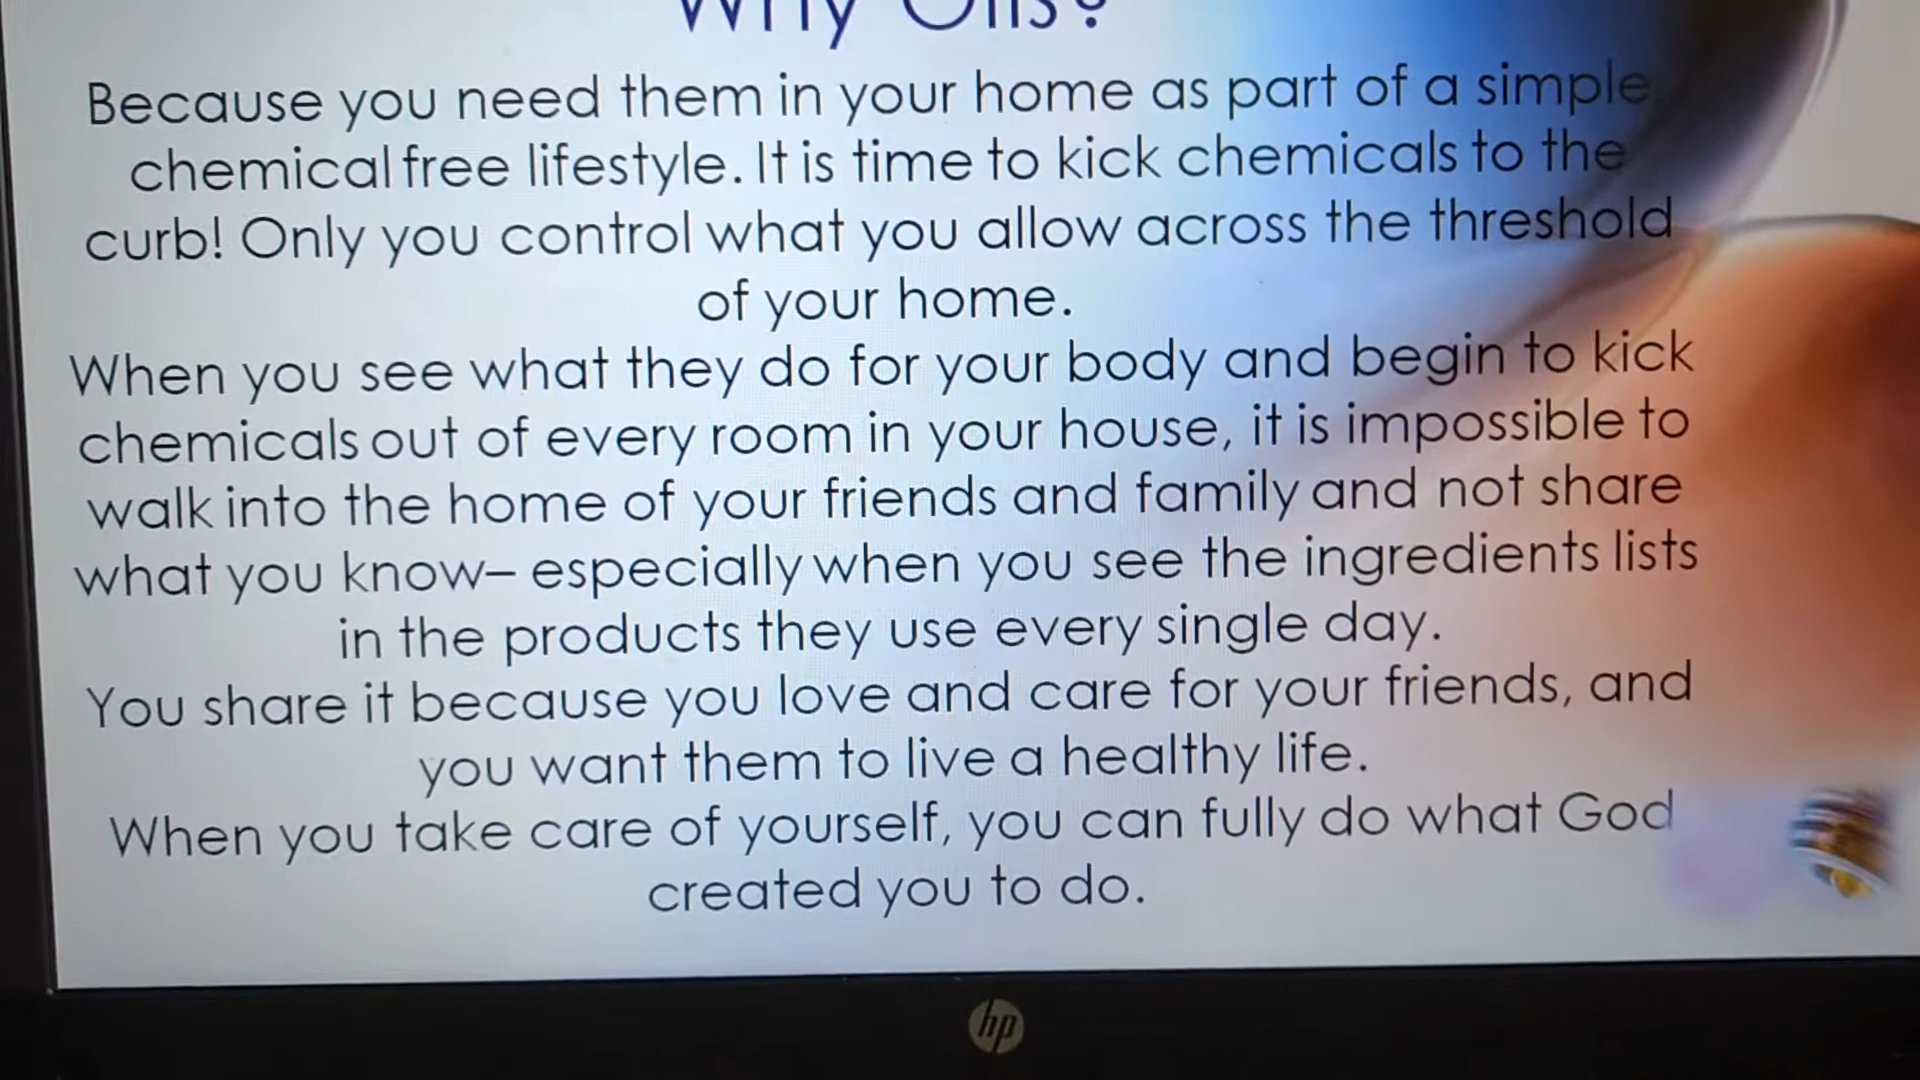 Why Oils?
Because you need them in your home as part of a simple
chemical free lifestyle. It is time to kick chemicals to the
curb! Only you control what you allow across the threshold
of your home.
When you see what they do for your body and begin to kick
chemicals out of every room in your house, it is impossible to
walk into the home of your friends and family and not share
what you know– especially when you see the ingredients lists
in the products they use every single day.
You share it because you love and care for your friends, and
you want them to live a healthy life.
When you take care of yourself, you can fully do what God
created you to do.
hp